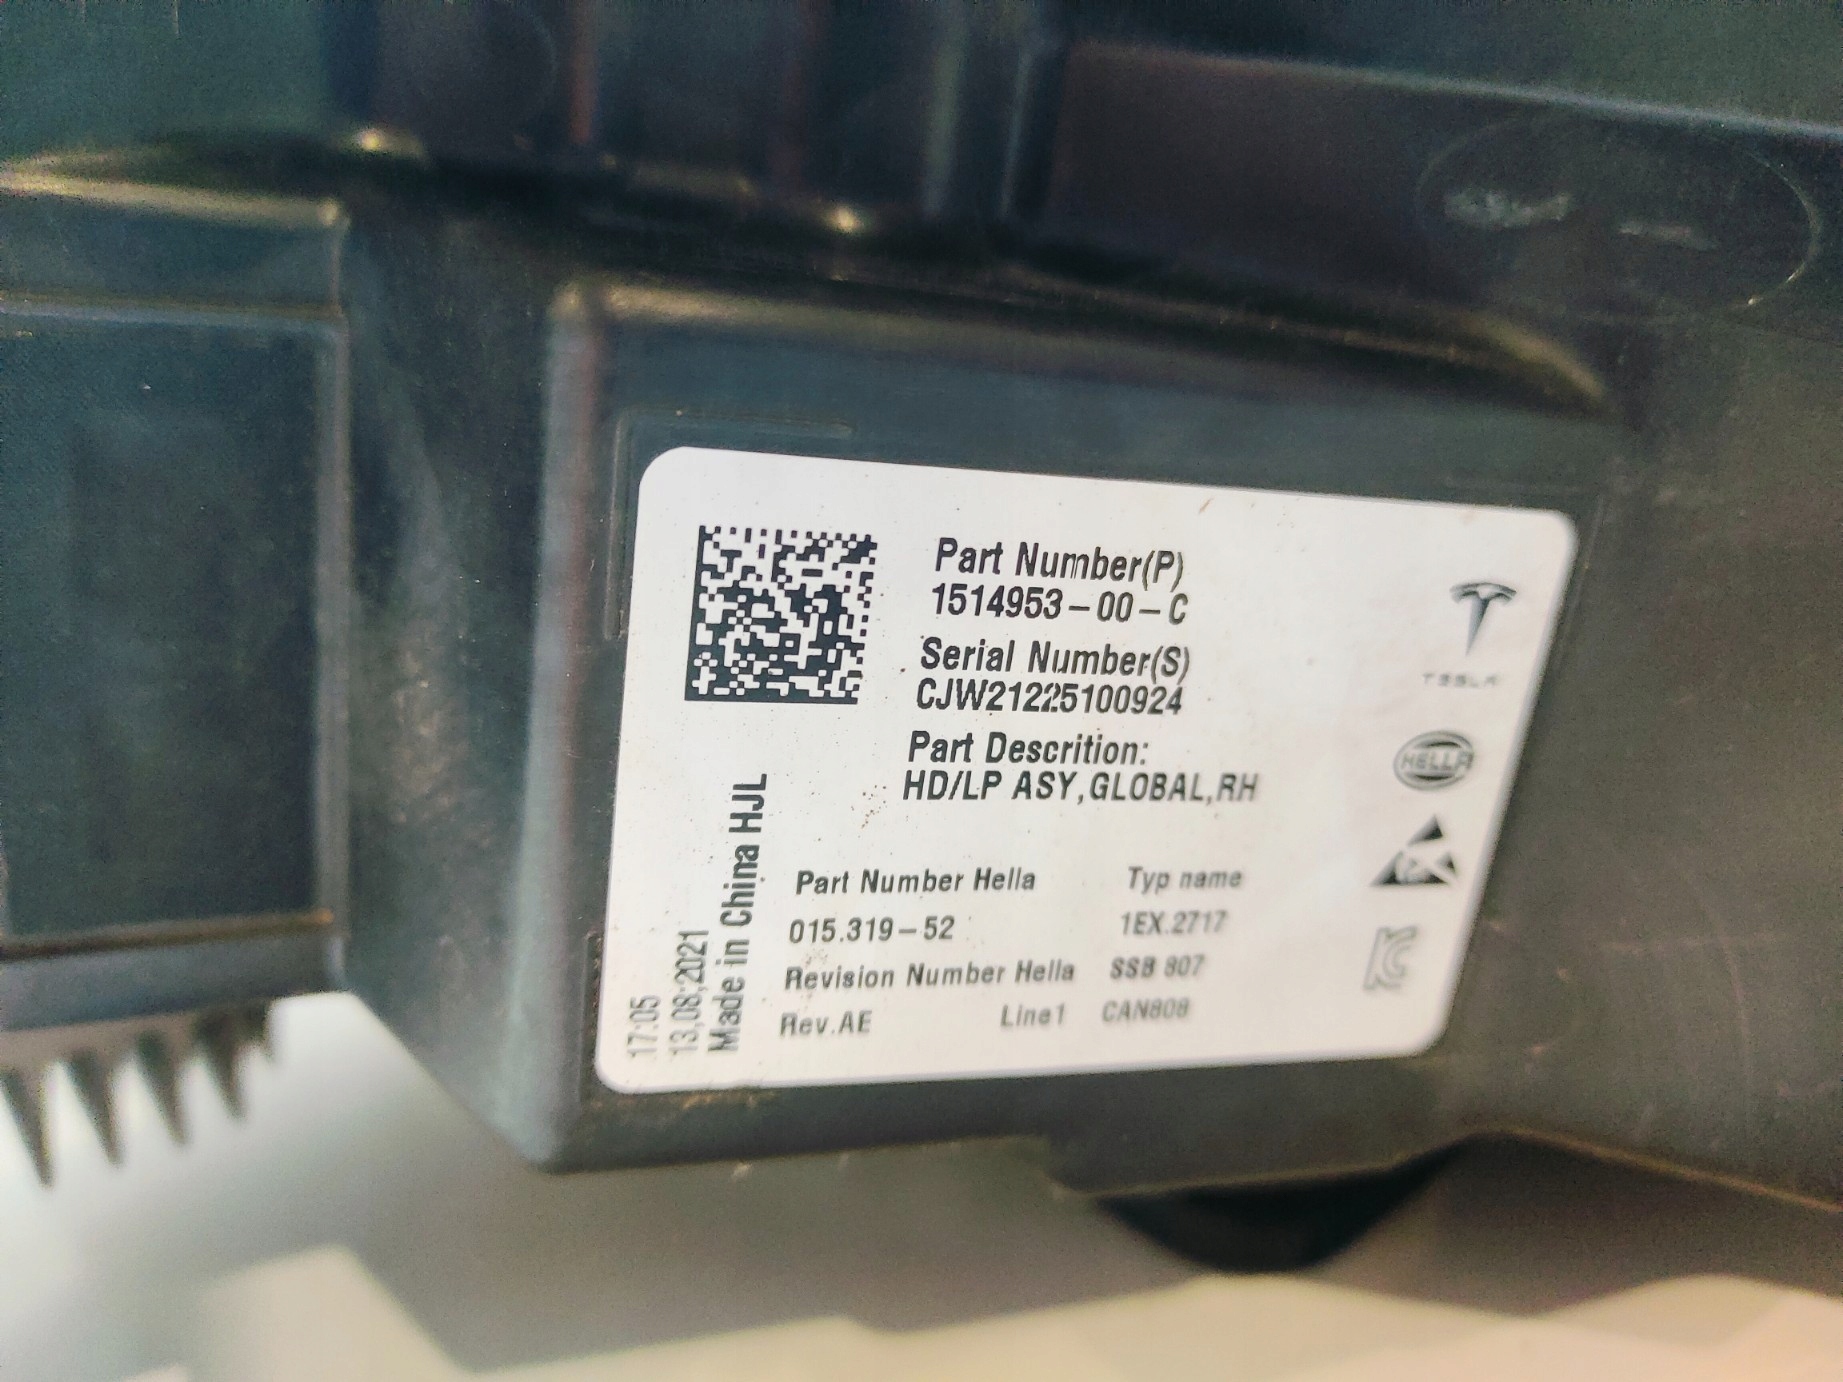 Part Number(P)
1514953-00-C
Serial Number(S)
CJW21225100924
Part Descrition:
HD/LP ASY,GLOBAL,RH
TESLA
HELLA
Part Number Hella
Typ name
015.319-52
1EX.2717
Revision Number Hella
SSB 807
Rev.AE
Line1
CAN808
17:05
13,08,2021
Made in China HJL